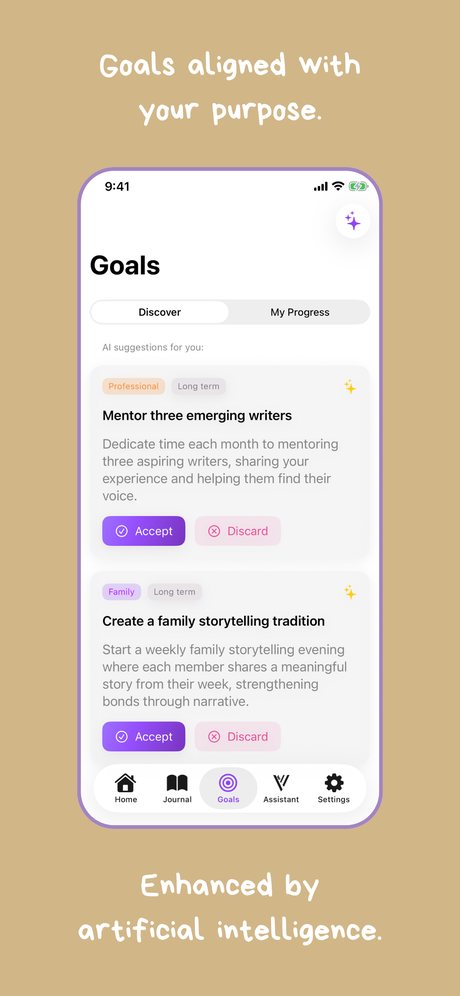 Goals aligned with
your purpose.
9:41
Goals
Discover
My Progress
AI suggestions for you:
Professional
Long term
Mentor three emerging writers
Dedicate time each month to mentoring
three aspiring writers, sharing your
experience and helping them find their
voice.
Accept
Discard
Family
Long term
Create a family storytelling tradition
Start a weekly family storytelling evening
where each member shares a meaningful
story from their week, strengthening
bonds through narrative.
Accept
Discard
Home
Journal
Goals
Assistant
Settings
Enhanced by
artificial intelligence.